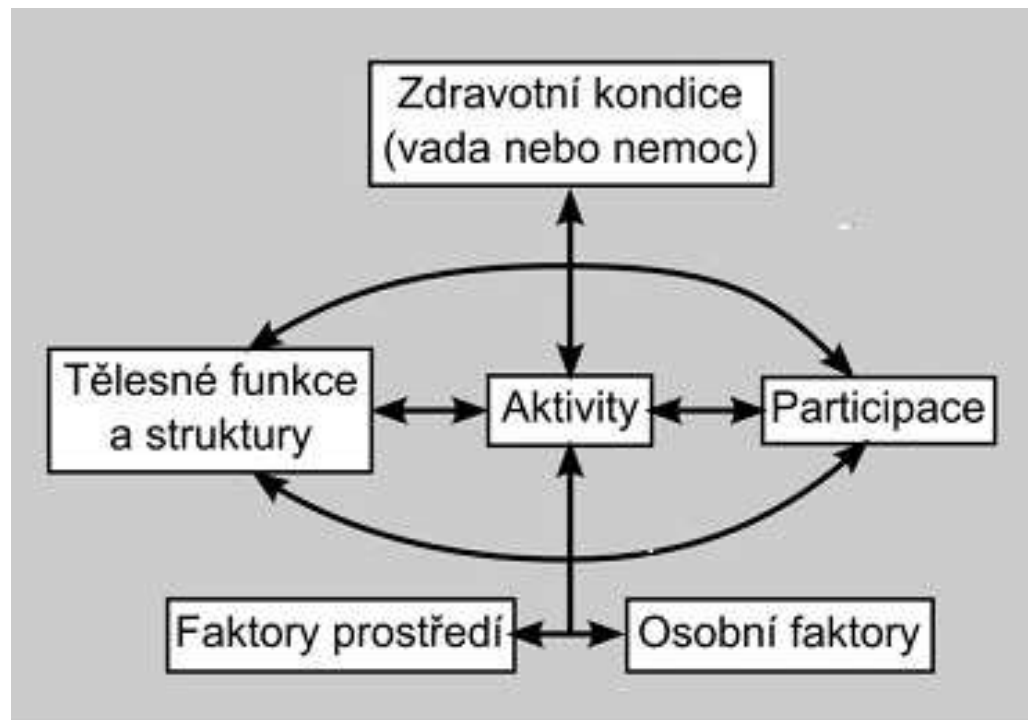 Zdravotní kondice
(vada nebo nemoc)
Tělesné funkce
a struktury
Aktivity
Participace
Faktory prostředí
Osobní faktory